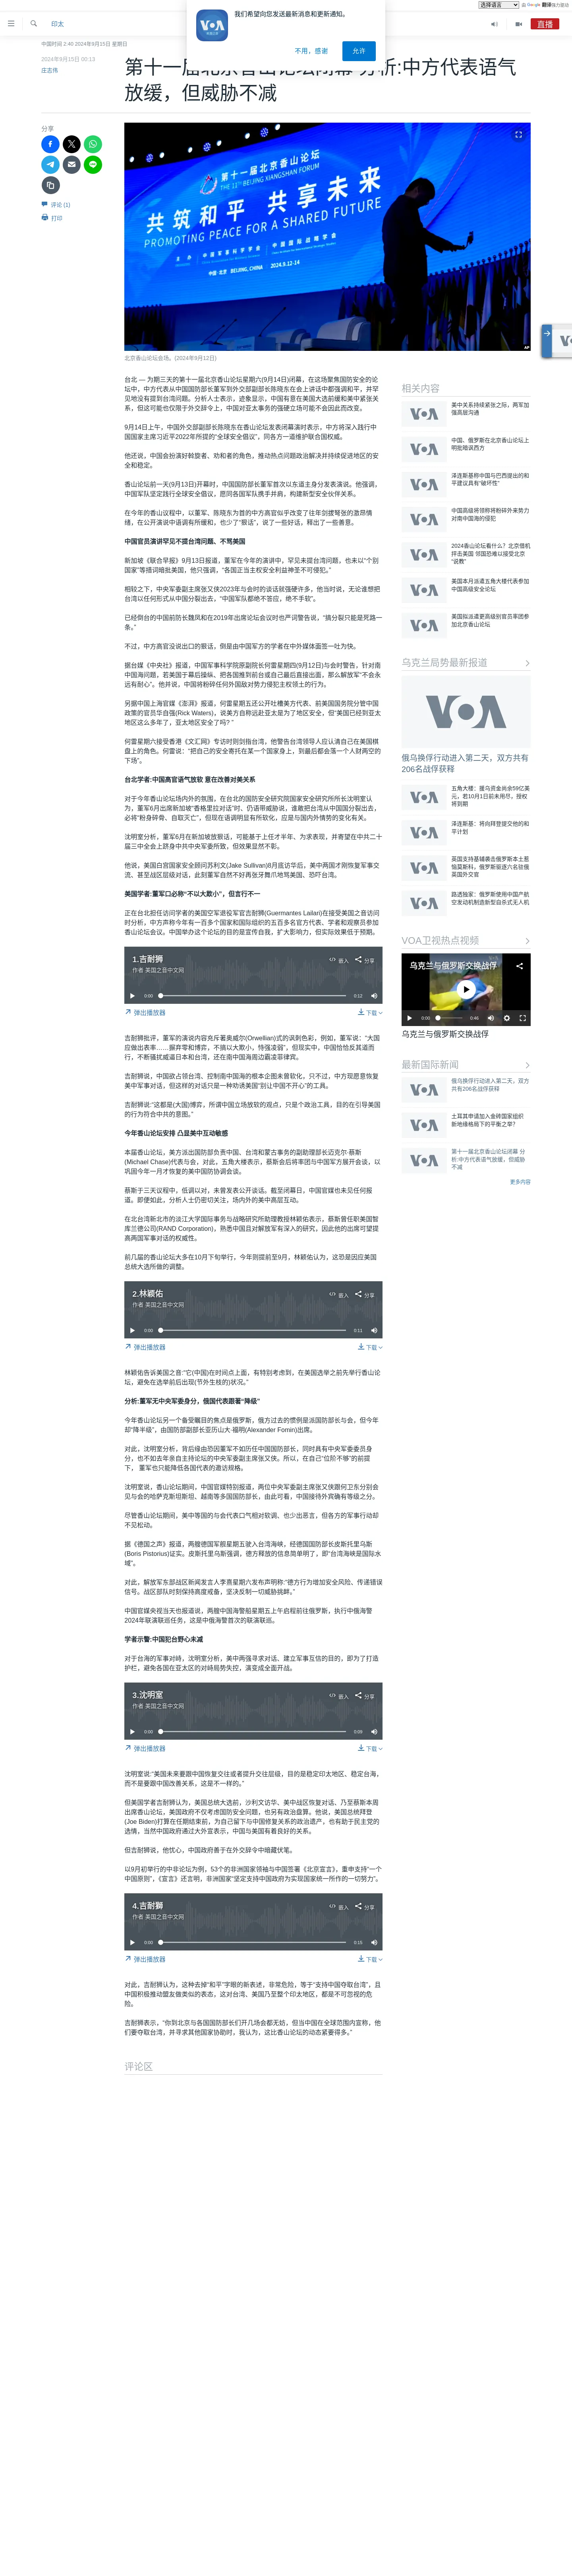 选择语言
由 Google 翻译强力驱动
我们希望向您发送最新消息和更新通知。
不用，感谢
允许
印太
直播
中国时间 2:40 2024年9月15日 星期日
2024年9月15日 00:13
庄志伟
第十一届北京香山论坛闭幕 分析:中方代表语气
放缓，但威胁不减
分享
评论 (1)
打印
第十一届北京香山论坛
THE 11TH BEIJING XIANGSHAN FORUM
共筑和平 共享未来
PROMOTING PEACE FOR A SHARED FUTURE
中国·北京 BEIJING, CHINA 2024.9.12-14
AP
北京香山论坛会场。(2024年9月12日)
北京 — 为期三天的第十一届北京香山论坛星期六(9月14日)闭幕，在这场聚焦国防安全的论
坛中，中方代表从中国国防部长董军到外交部副部长陈晓东在会上讲话中都强调和平，并罕
见地没有提到台湾问题。分析人士表示，迹象显示，中国有意在美国大选前缓和美中紧张关
系，但这可能也仅限于外交辞令上，中国对亚太事务的强硬立场可能不会因此而改变。
9月14日上午，中国外交部副部长陈晓东在香山论坛发表闭幕演时表示，中方将深入践行中
国国家主席习近平2022年所提的“全球安全倡议”，同各方一道维护联合国权威。
他还说，中国会扮演好斡旋者、劝和者的角色，推动热点问题政治解决并持续促进地区的安
全和稳定。
香山论坛前一天(9月13日)开幕时，中国国防部长董军首次以东道主身分发表演说。他强调，
中国军队坚定践行全球安全倡议，愿同各国军队携手并肩，构建新型安全伙伴关系。
在今年的香山议程中，以董军、陈晓东为首的中方高官似乎改变了往年剑拔弩张的激昂情
绪，在公开演说中语调有所缓和，也少了“狠话”，说了一些好话，释出了一些善意。
中国官员演讲罕见不提台湾问题、不骂美国
新加坡《联合早报》9月13日报道，董军在今年的演讲中，罕见未提台湾问题，也未以“个别
国家”等措词暗批美国，他只强调，“各国正当主权安全利益神圣不可侵犯。”
相较之下，中央军委副主席张又侠2023年与会时的谈话就强硬许多，他当时说，无论谁想把
台湾以任何形式从中国分裂出去，“中国军队都绝不答应，绝不手软”。
已经倒台的中国前防长魏凤和在2019年出席论坛会议时也严词警告说，“搞分裂只能是死路一
条。”
不过，中方高官没说出口的狠话，倒是由中国军方的学者在中外媒体面签一吐为快。
据台媒《中央社》报道，中国军事科学院原副院长何雷星期四(9月12日)与会时警告，针对南
中国海问题，若美国于幕后操纵、把各国推到前台或自己最后直接出面，那么解放军“不会永
远有耐心”。他并说，中国将粉碎任何外国敌对势力侵犯主权领土的行为。
另据中国上海官媒《澎湃》报道，何雷星期五还公开吐槽美方代表、前美国国务院分管中国
政策的官员华自强(Rick Waters)，说美方自称远赴亚太是为了地区安全，但“美国已经到亚太
地区这么多年了，亚太地区安全了吗？”
何雷星期六接受香港《文汇网》专访时则剑指台湾，他警告台湾领导人应认清自己在美国棋
盘上的角色。何雷说：“把自己的安全寄托在某一个国家身上，到最后都会落一个人财两空的
下场”。
台北学者:中国高官语气放软 意在改善对美关系
对于今年香山论坛场内外的氛围，在台北的国防安全研究院国家安全研究所所长沈明室认
为，董军6月出席新加坡“香格里拉对话”时，仍语带威胁说，谁敢把台湾从中国国分裂出去，
必将“粉身碎骨、自取灭亡”，但现在语调明显有所软化，应是与国内外情势的变化有关。
沈明室分析，董军6月在新加坡放狠话，可能基于上任才半年、为求表现，并寄望在中共二十
届三中全会上跻身中共中央军委所致，但效果显然不彰。
他说，美国白宫国家安全顾问苏利文(Jake Sullivan)8月底访华后，美中两国才刚恢复军事交
流、甚至战区层级对话，此刻董军自然不好再张牙舞爪地骂美国、恐吓台湾。
美国学者:董军口必称“不以大欺小”，但言行不一
正在台北担任访问学者的美国空军退役军官吉耐狮(Guermantes Lailari)在接受美国之音访问
时分析，中方声称今年有一百多个国家和国际组织的五百多名官方代表、学者和观察员参加
香山论坛会议。中国举办这个论坛的目的是宣传政令，扩大影响力，但实际效果低于预期。
1.吉耐狮
作者 美国之音中文网
嵌入
分享
0:00
0:12
弹出播放器
下载
吉耐狮批评，董军的演说内容充斥着奥威尔(Orwellian)式的讽刺色彩，例如，董军说：“大国
应做出表率……摒弃零和博弈，不搞以大欺小、恃强凌弱”，但现实中，中国恰恰反其道而
行，不断骚扰威逼日本和台湾，还在南中国海周边霸凌菲律宾。
吉耐狮说，中国欲占领台湾、控制南中国海的根本企图未曾软化，只不过，中方现愿意恢复
美中军事对话，但这样的对话只是一种劝诱美国“别让中国不开心”的工具。
吉耐狮说:“这都是(大国)博弈，所谓中国立场放软的观点，只是个政治工具，目的在引导美国
的行为符合中共的意图。”
今年香山论坛安排 凸显美中互动敏感
本届香山论坛，美方派出国防部负责中国、台湾和蒙古事务的副助理部长迈克尔·蔡斯
(Michael Chase)代表与会，对此，五角大楼表示，蔡斯会后将率团与中国军方展开会谈，以
巩固今年一月才恢复的美中国防协调会谈。
蔡斯于三天议程中，低调以对，未曾发表公开谈话。截至闭幕日，中国官媒也未见任何报
道。即便如此，分析人士仍密切关注，场内外的美中高层互动。
在北台湾新北市的淡江大学国际事务与战略研究所助理教授林颖佑表示，蔡斯曾任职美国智
库兰德公司(RAND Corporation)，熟悉中国且对解放军有深入的研究，因此他的出席可望提
高两国军事对话的权威性。
前几届的香山论坛大多在10月下旬举行，今年则提前至9月，林颖佑认为，这恐是因应美国
总统大选所做的调整。
2.林颖佑
作者 美国之音中文网
嵌入
分享
0:00
0:11
弹出播放器
下载
林颖佑告诉美国之音:“它(中国)在时间点上面，有特别考虑到，在美国选举之前先举行香山论
坛，避免在选举前后出现(节外生枝的)状况。”
分析:董军无中央军委身分，俄国代表跟著“降级”
今年香山论坛另一个备受瞩目的焦点是俄罗斯，俄方过去的惯例是派国防部长与会，但今年
却“降半级”，由国防部副部长亚历山大·福明(Alexander Fomin)出席。
对此，沈明室分析，背后缘由恐因董军不如历任中国国防部长，同时具有中央军委委员身
分，也不如去年亲自主持论坛的中央军委副主席张又侠。所以，在自己“位阶不够”的前提
下， 董军也只能降低各国代表的邀访规格。
沈明室说，香山论坛期间，中国官媒特别报道，两位中央军委副主席张又侠跟何卫东分别会
见与会的哈萨克斯坦斯坦、越南等多国国防部长，由此可看，中国接待外宾确有等级之分。
尽管香山论坛期间，美中等国的与会代表口气相对软调、也少出恶言，但各方的军事行动却
不见松动。
据《德国之声》报道，两艘德国军舰星期五驶入台湾海峡，经德国国防部长皮斯托里乌斯
(Boris Pistorius)证实。皮斯托里乌斯强调，德方释放的信息简单明了，即“台湾海峡是国际水
域”。
对此，解放军东部战区新闻发言人李熹星期六发布声明称:“德方行为增加安全风险、传递错误
信号。战区部队时刻保持高度戒备，坚决反制一切威胁挑衅。”
中国官媒央视当天也报道说，两艘中国海警船星期五上午启程前往俄罗斯，执行中俄海警
2024年联演联巡任务，这是中俄海警首次的联演联巡。
学者示警:中国犯台野心未减
对于台海的军事对峙，沈明室分析，美中两强寻求对话、建立军事互信的目的，即为了打造
护栏，避免各国在亚太区的对峙局势失控，演变成全面开战。
3.沈明室
作者 美国之音中文网
嵌入
分享
0:00
0:09
弹出播放器
下载
沈明室说:“美国未来要跟中国恢复交往或者提升交往层级，目的是稳定印太地区、稳定台海，
而不是要跟中国改善关系，这是不一样的。”
但美国学者吉耐狮认为，美国总统大选前，沙利文访华、美中战区恢复对话、乃至蔡斯本周
出席香山论坛，美国政府不仅考虑国防安全问题，也另有政治盘算。他说，美国总统拜登
(Joe Biden)打算在任期结束前，为自己留下与中国修复关系的政治遗产，也有助于民主党的
选情，当然中国政府通过大外宣表示，中国与美国有着良好的关系。
但吉耐狮说，他忧心，中国政府善于在外交辞令中暗藏伏笔。
以9月初举行的中非论坛为例，53个的非洲国家领袖与中国签署《北京宣言》，重申支持“一个
中国原则”，《宣言》还言明，非洲国家“坚定支持中国政府为实现国家统一所作的一切努力”。
4.吉耐狮
作者 美国之音中文网
嵌入
分享
0:00
0:15
弹出播放器
下载
对此，吉耐狮认为，这种去掉“和平”字眼的新表述，非常危险，等于“支持中国夺取台湾”，且
中国积极推动盟友做类似的表态，这对台湾、美国乃至整个印太地区，都是不可忽视的危
险。
吉耐狮表示，“你到北京与各国国防部长们开几场会都无妨，但当中国在全球范围内宣称，他
们要夺取台湾，并寻求其他国家协助时，我认为，这比香山论坛的动态紧要得多。”
评论区
相关内容
美中关系持续紧张之际，两军加
强高层沟通
中国、俄罗斯在北京香山论坛上
明批暗讽西方
泽连斯基称中国与巴西提出的和
平建议具有“破坏性”
中国高级将领称将粉碎外来势力
对南中国海的侵犯
2024香山论坛看什么？北京借机
抨击美国 邻国恐难以接受北京
“说教”
美国本月派遣五角大楼代表参加
中国高级安全论坛
美国拟派遣更高级别官员率团参
加北京香山论坛
乌克兰局势最新报道
俄乌换俘行动进入第二天，双方共有
206名战俘获释
五角大楼：援乌资金尚余59亿美
元，若10月1日前未用尽，授权
将到期
泽连斯基：将向拜登提交他的和
平计划
英国支持基辅袭击俄罗斯本土惹
恼莫斯科，俄罗斯驱逐六名驻俄
英国外交官
路透独家：俄罗斯使用中国产航
空发动机制造新型自杀式无人机
VOA卫视热点视频
乌克兰与俄罗斯交换战俘
0:00
0:46
乌克兰与俄罗斯交换战俘
最新国际新闻
俄乌换俘行动进入第二天，双方
共有206名战俘获释
土耳其申请加入金砖国家组织
新地缘格局下的平衡之举?
第十一届北京香山论坛闭幕 分
析:中方代表语气放缓，但威胁
不减
更多内容